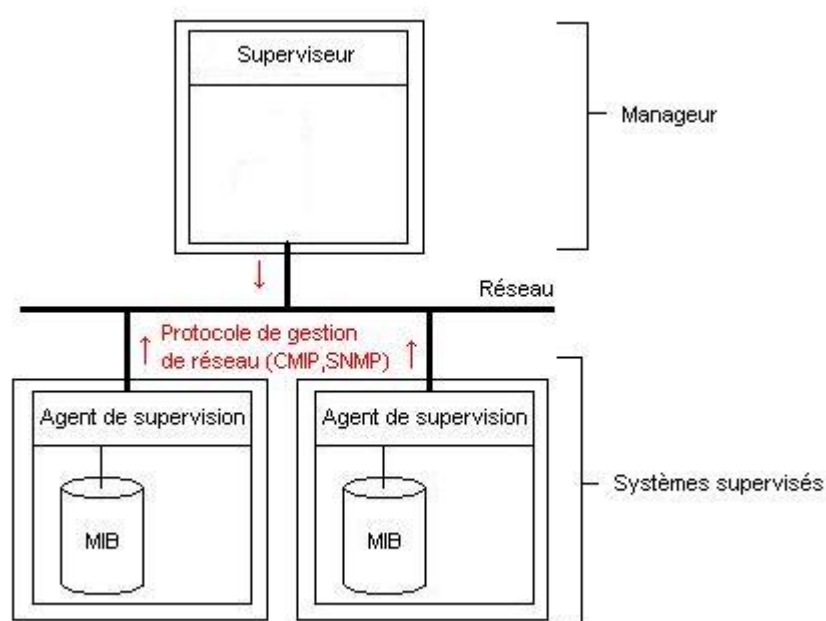 Superviseur
Manageur
Réseau
Protocole de gestion
de réseau (CMIP,SNMP)
Agent de supervision
Agent de supervision
MIB
MIB
Systèmes supervisés